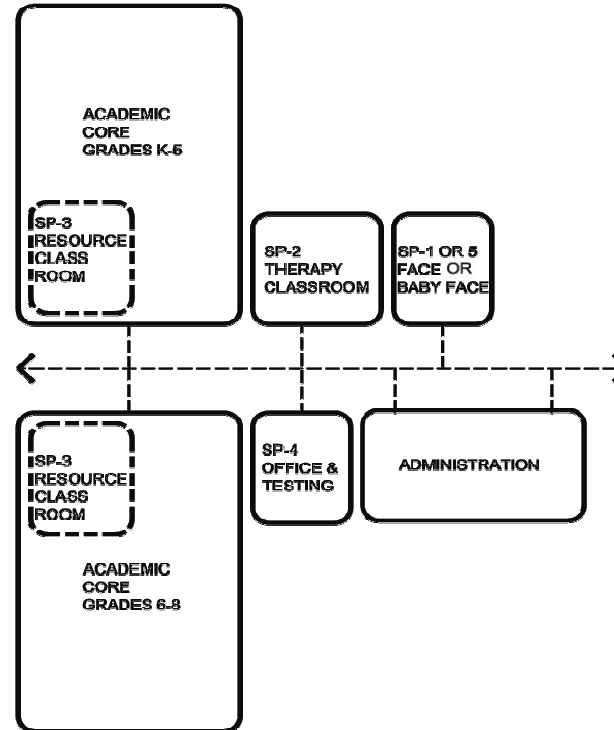 ACADEMIC
CORE
GRADES K-5
SP-3
RESOURCE
CLASS
ROOM
SP-2
THERAPY
CLASSROOM
SP-1 OR 5
FACE OR
BABY FACE
SP-3
RESOURCE
CLASS
ROOM
SP-4
OFFICE &
TESTING
ADMINISTRATION
ACADEMIC
CORE
GRADES 6-8